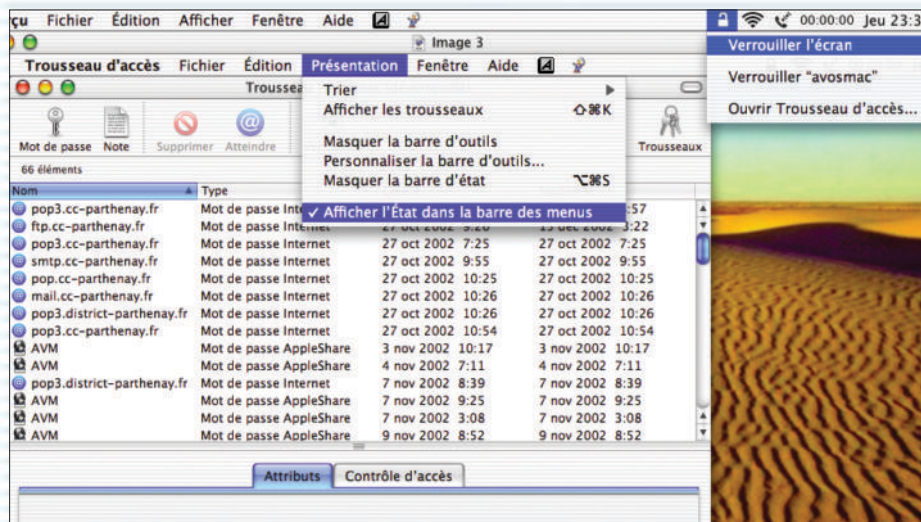 çu Fichier Édition Afficher Fenêtre Aide
00:00:00 Jeu 23:3
Image 3
Trousseau d'accès Fichier Édition Présentation Fenêtre Aide
Verrouiller l'écran
Verrouiller "avosmac"
Ouvrir Trousseau d'accès...
Troussea
Trier
Afficher les trousseaux ⇧⌘K
Masquer la barre d'outils
Personnaliser la barre d'outils...
Masquer la barre d'état ⌥⌘S
✓ Afficher l'État dans la barre des menus
Mot de passe Note Supprimer Atteindre Trousseaux
66 éléments
Nom Type
pop3.cc-parthenay.fr Mot de passe Inte :57
ftp.cc-parthenay.fr Mot de passe Internet 27 oct 2002 9:26 15 déc 2002 3:22
pop3.cc-parthenay.fr Mot de passe Internet 27 oct 2002 7:25 27 oct 2002 7:25
smtp.cc-parthenay.fr Mot de passe Internet 27 oct 2002 9:55 27 oct 2002 9:55
pop.cc-parthenay.fr Mot de passe Internet 27 oct 2002 10:25 27 oct 2002 10:25
mail.cc-parthenay.fr Mot de passe Internet 27 oct 2002 10:26 27 oct 2002 10:26
pop3.district-parthenay.fr Mot de passe Internet 27 oct 2002 10:26 27 oct 2002 10:26
pop3.cc-parthenay.fr Mot de passe Internet 27 oct 2002 10:54 27 oct 2002 10:54
AVM Mot de passe AppleShare 3 nov 2002 10:17 3 nov 2002 10:17
AVM Mot de passe AppleShare 4 nov 2002 7:11 4 nov 2002 7:11
pop3.district-parthenay.fr Mot de passe Internet 7 nov 2002 8:39 7 nov 2002 8:39
AVM Mot de passe AppleShare 7 nov 2002 9:25 7 nov 2002 9:25
AVM Mot de passe AppleShare 7 nov 2002 3:08 7 nov 2002 3:08
AVM Mot de passe AppleShare 9 nov 2002 8:52 9 nov 2002 8:52
Attributs Contrôle d'accès